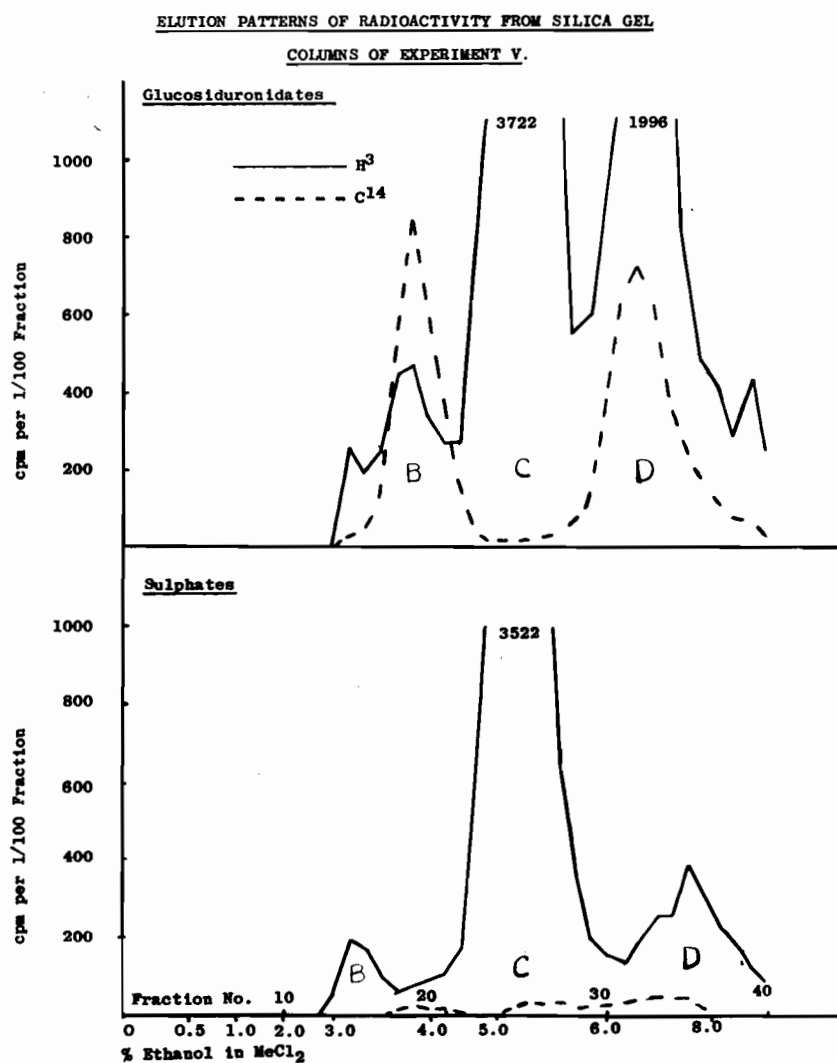 ELUTION PATTERNS OF RADIOACTIVITY FROM SILICA GEL
COLUMNS OF EXPERIMENT V.
Glucosiduronidates
3722
1996
1000
H3
C14
800
600
400
200
B
C
D
cpm per 1/100 Fraction
Sulphates
1000
3522
800
600
400
200
B
C
D
cpm per 1/100 Fraction
Fraction No. 10 20 30 40
0 0.5 1.0 2.0 3.0 4.0 5.0 6.0 8.0
% Ethanol in MeCl2